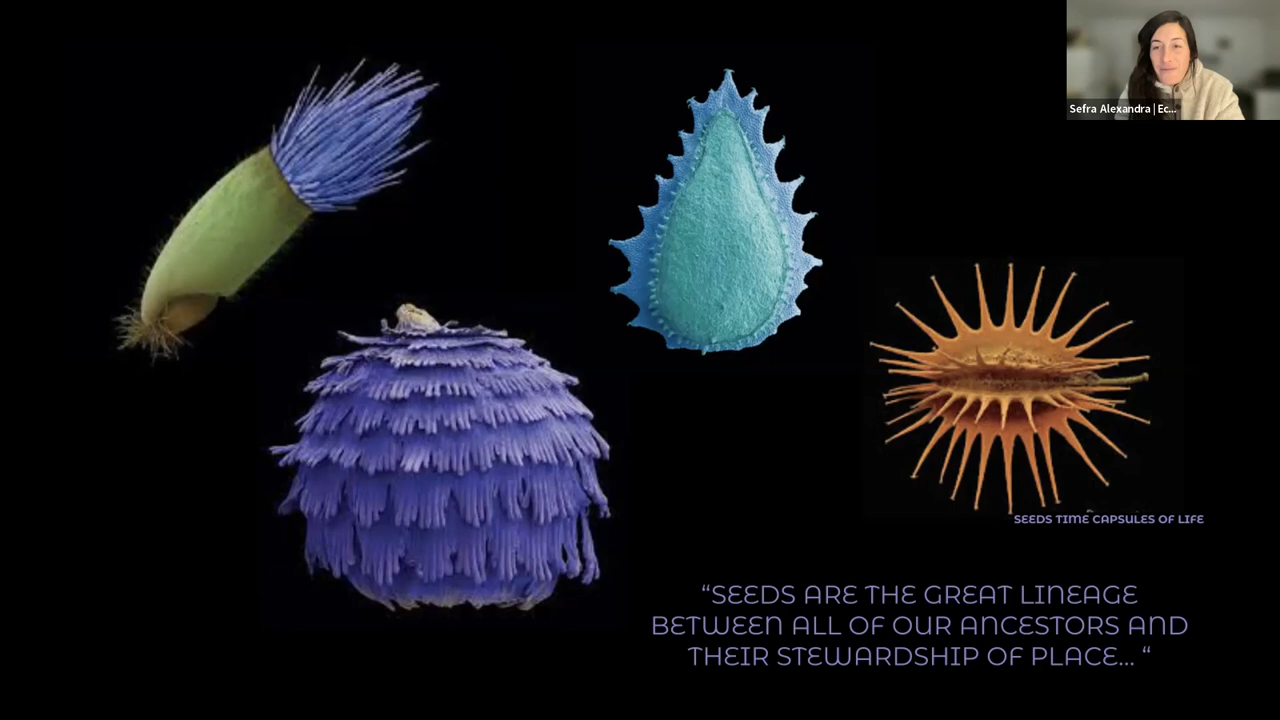 Sefra Alexandra | Ec...
SEEDS TIME CAPSULES OF LIFE
“SEEDS ARE THE GREAT LINEAGE
BETWEEN ALL OF OUR ANCESTORS AND
THEIR STEWARDSHIP OF PLACE... “